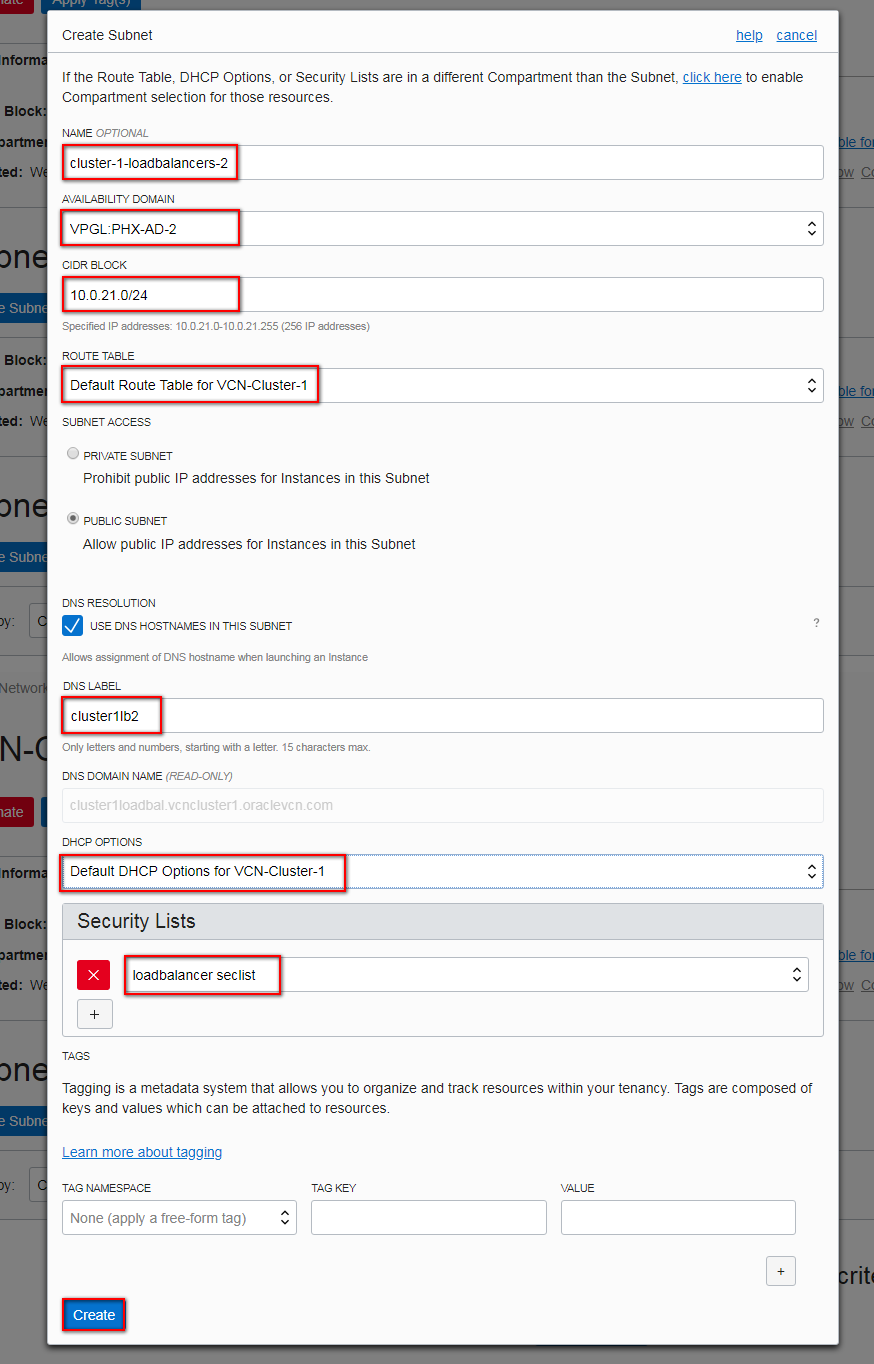 Create Subnet help cancel
If the Route Table, DHCP Options, or Security Lists are in a different Compartment than the Subnet, click here to enable
Compartment selection for those resources.
NAME OPTIONAL
cluster-1-loadbalancers-2
AVAILABILITY DOMAIN
VPGL:PHX-AD-2
CIDR BLOCK
10.0.21.0/24
Specified IP addresses: 10.0.21.0-10.0.21.255 (256 IP addresses)
ROUTE TABLE
Default Route Table for VCN-Cluster-1
SUBNET ACCESS
PRIVATE SUBNET
Prohibit public IP addresses for Instances in this Subnet
PUBLIC SUBNET
Allow public IP addresses for Instances in this Subnet
DNS RESOLUTION
USE DNS HOSTNAMES IN THIS SUBNET ?
Allows assignment of DNS hostname when launching an Instance
DNS LABEL
cluster1lb2
Only letters and numbers, starting with a letter. 15 characters max.
DNS DOMAIN NAME (READ-ONLY)
cluster1loadbal.vcncluster1.oraclevcn.com
DHCP OPTIONS
Default DHCP Options for VCN-Cluster-1
Security Lists
loadbalancer seclist
+
TAGS
Tagging is a metadata system that allows you to organize and track resources within your tenancy. Tags are composed of
keys and values which can be attached to resources.
Learn more about tagging
TAG NAMESPACE TAG KEY VALUE
None (apply a free-form tag)
+
Create